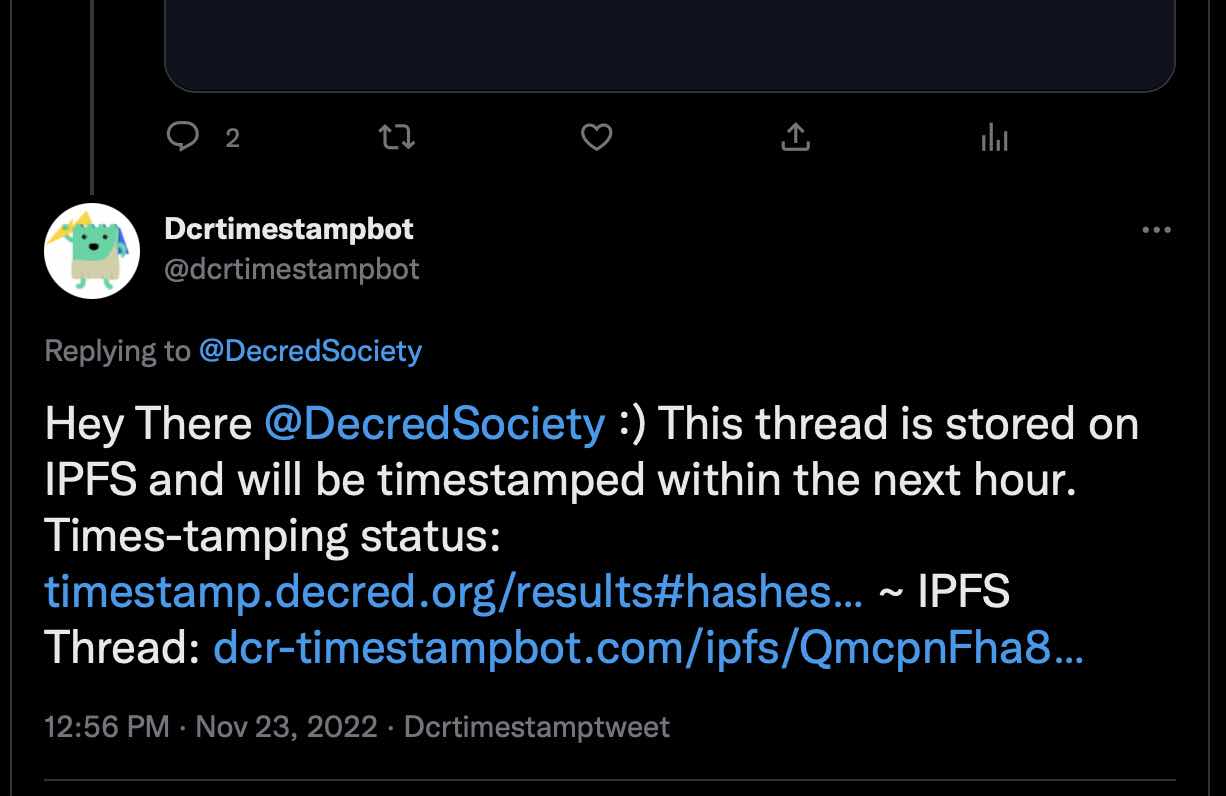 2
Dcrtimestampbot
@dcrtimestampbot
Replying to @DecredSociety
Hey There @DecredSociety :) This thread is stored on
IPFS and will be timestamped within the next hour.
Times-tamping status:
timestamp.decred.org/results#hashes… ~ IPFS
Thread: dcr-timestampbot.com/ipfs/QmcpnFha8…
12:56 PM · Nov 23, 2022 · Dcrtimestamptweet